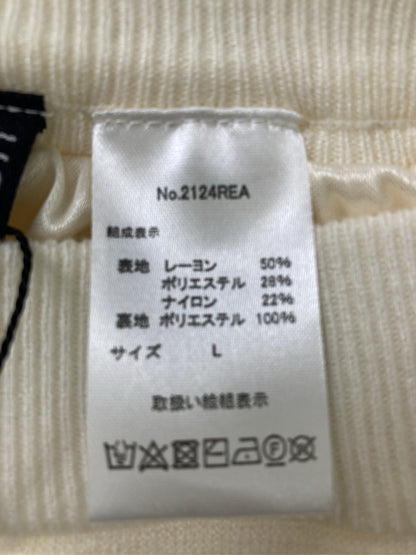 No.2124REA
組成表示
表地 レーヨン 50%
ポリエステル 28%
ナイロン 22%
裏地 ポリエステル 100%
サイズ L
取扱い絵組表示